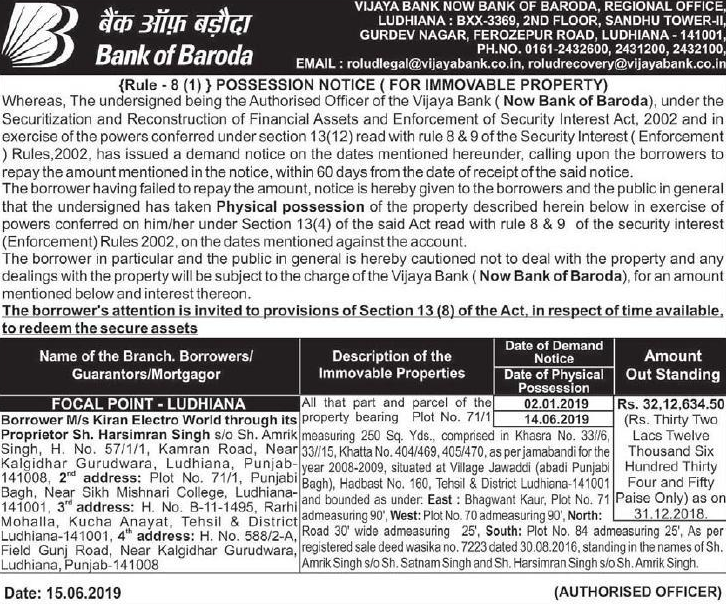 बैंक ऑफ़ बड़ौदा
Bank of Baroda
VIJAYA BANK NOW BANK OF BARODA, REGIONAL OFFICE,
LUDHIANA : BXX-3369, 2ND FLOOR, SANDHU TOWER-II,
GURDEV NAGAR, FEROZEPUR ROAD, LUDHIANA - 141001,
PH.NO. 0161-2432600, 2431200, 2432100,
EMAIL : roludlegal@vijayabank.co.in, roludrecovery@vijayabank.co.in
{Rule - 8 (1) } POSSESSION NOTICE ( FOR IMMOVABLE PROPERTY)
Whereas, The undersigned being the Authorised Officer of the Vijaya Bank ( Now Bank of Baroda), under the
Securitization and Reconstruction of Financial Assets and Enforcement of Security Interest Act, 2002 and in
exercise of the powers conferred under section 13(12) read with rule 8 & 9 of the Security Interest ( Enforcement
) Rules,2002, has issued a demand notice on the dates mentioned hereunder, calling upon the borrowers to
repay the amount mentioned in the notice, within 60 days from the date of receipt of the said notice.
The borrower having failed to repay the amount, notice is hereby given to the borrowers and the public in general
that the undersigned has taken Physical possession of the property described herein below in exercise of
powers conferred on him/her under Section 13(4) of the said Act read with rule 8 & 9 of the security interest
(Enforcement) Rules 2002, on the dates mentioned against the account.
The borrower in particular and the public in general is hereby cautioned not to deal with the property and any
dealings with the property will be subject to the charge of the Vijaya Bank ( Now Bank of Baroda), for an amount
mentioned below and interest thereon.
The borrower's attention is invited to provisions of Section 13 (8) of the Act, in respect of time available,
to redeem the secure assets
Name of the Branch. Borrowers/
Guarantors/Mortgagor
Description of the
Immovable Properties
Date of Demand
Notice
Date of Physical
Possession
Amount
Out Standing
FOCAL POINT - LUDHIANA
Borrower M/s Kiran Electro World through its
Proprietor Sh. Harsimran Singh s/o Sh. Amrik
Singh, H. No. 57/1/1, Kamran Road, Near
Kalgidhar Gurudwara, Ludhiana, Punjab-
141008, 2nd address: Plot No. 71/1, Punjabi
Bagh, Near Sikh Mishnari College, Ludhiana-
141001, 3rd address: H. No. B-11-1495, Rarhi
Mohalla, Kucha Anayat, Tehsil & District
Ludhiana-141001, 4th address: H. No. 588/2-A,
Field Gunj Road, Near Kalgidhar Gurudwara,
Ludhiana, Punjab-141008
All that part and parcel of the
property bearing Plot No. 71/1
measuring 250 Sq. Yds., comprised in Khasra No. 33//6,
33//15, Khatta No. 404/469, 405/470, as per jamabandi for the
year 2008-2009, situated at Village Jawaddi (abadi Punjabi
Bagh), Hadbast No. 160, Tehsil & District Ludhiana-141001
and bounded as under: East : Bhagwant Kaur, Plot No. 71
admeasuring 90', West: Plot No. 70 admeasuring 90', North:
Road 30' wide admeasuring 25', South: Plot No. 84 admeasuring 25', As per
registered sale deed wasika no. 7223 dated 30.08.2016, standing in the names of Sh.
Amrik Singh s/o Sh. Satnam Singh and Sh. Harsimran Singh s/o Sh. Amrik Singh.
02.01.2019
14.06.2019
Rs. 32,12,634.50
(Rs. Thirty Two
Lacs Twelve
Thousand Six
Hundred Thirty
Four and Fifty
Paise Only) as on
31.12.2018.
Date: 15.06.2019
(AUTHORISED OFFICER)